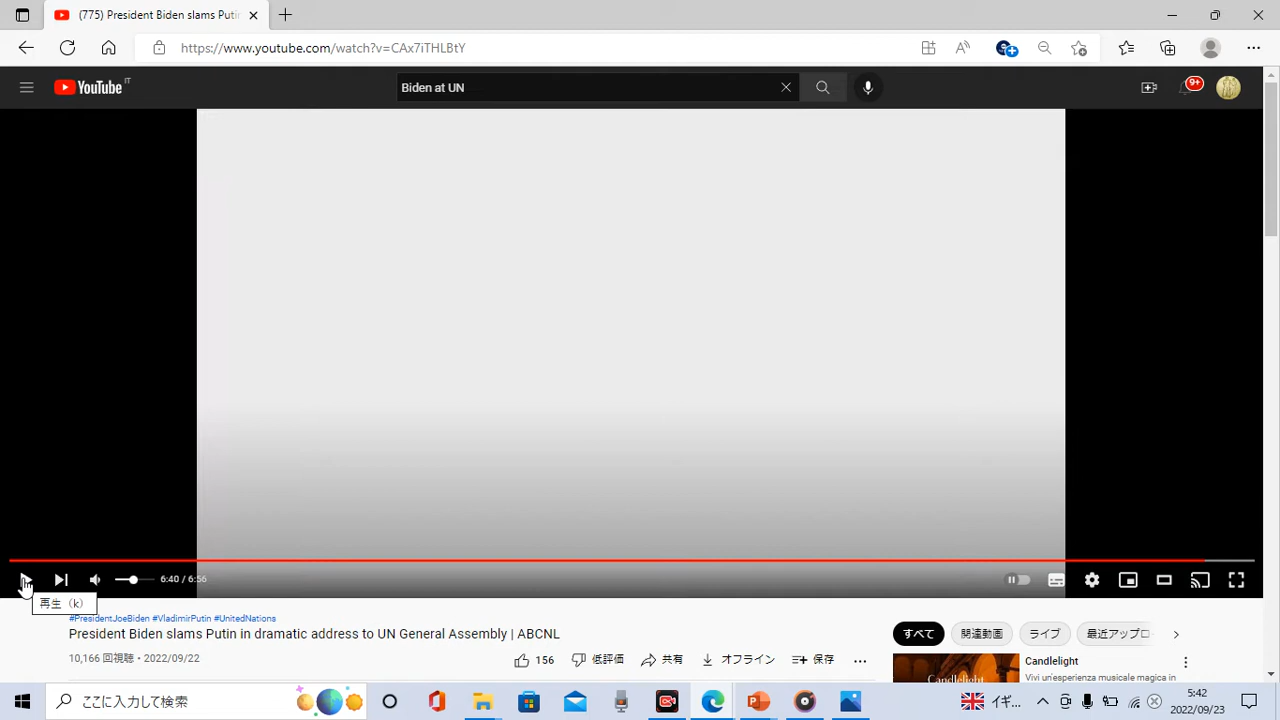 (775) President Biden slams Puti
https://www.youtube.com/watch?v=CAx7iTHLBtY
YouTube IT
Biden at UN
9+
6:40 / 6:56
再生 (k)
#PresidentJoeBiden #VladimirPutin #UnitedNations
President Biden slams Putin in dramatic address to UN General Assembly | ABCNL
10,166 回視聴・2022/09/22
156
低評価
共有
オフライン
保存
すべて
関連動画
ライブ
最近アップロ
Candlelight
Candlelight
Vivi un'esperienza musicale magica in
ここに入力して検索
イギ...
5:42
2022/09/23